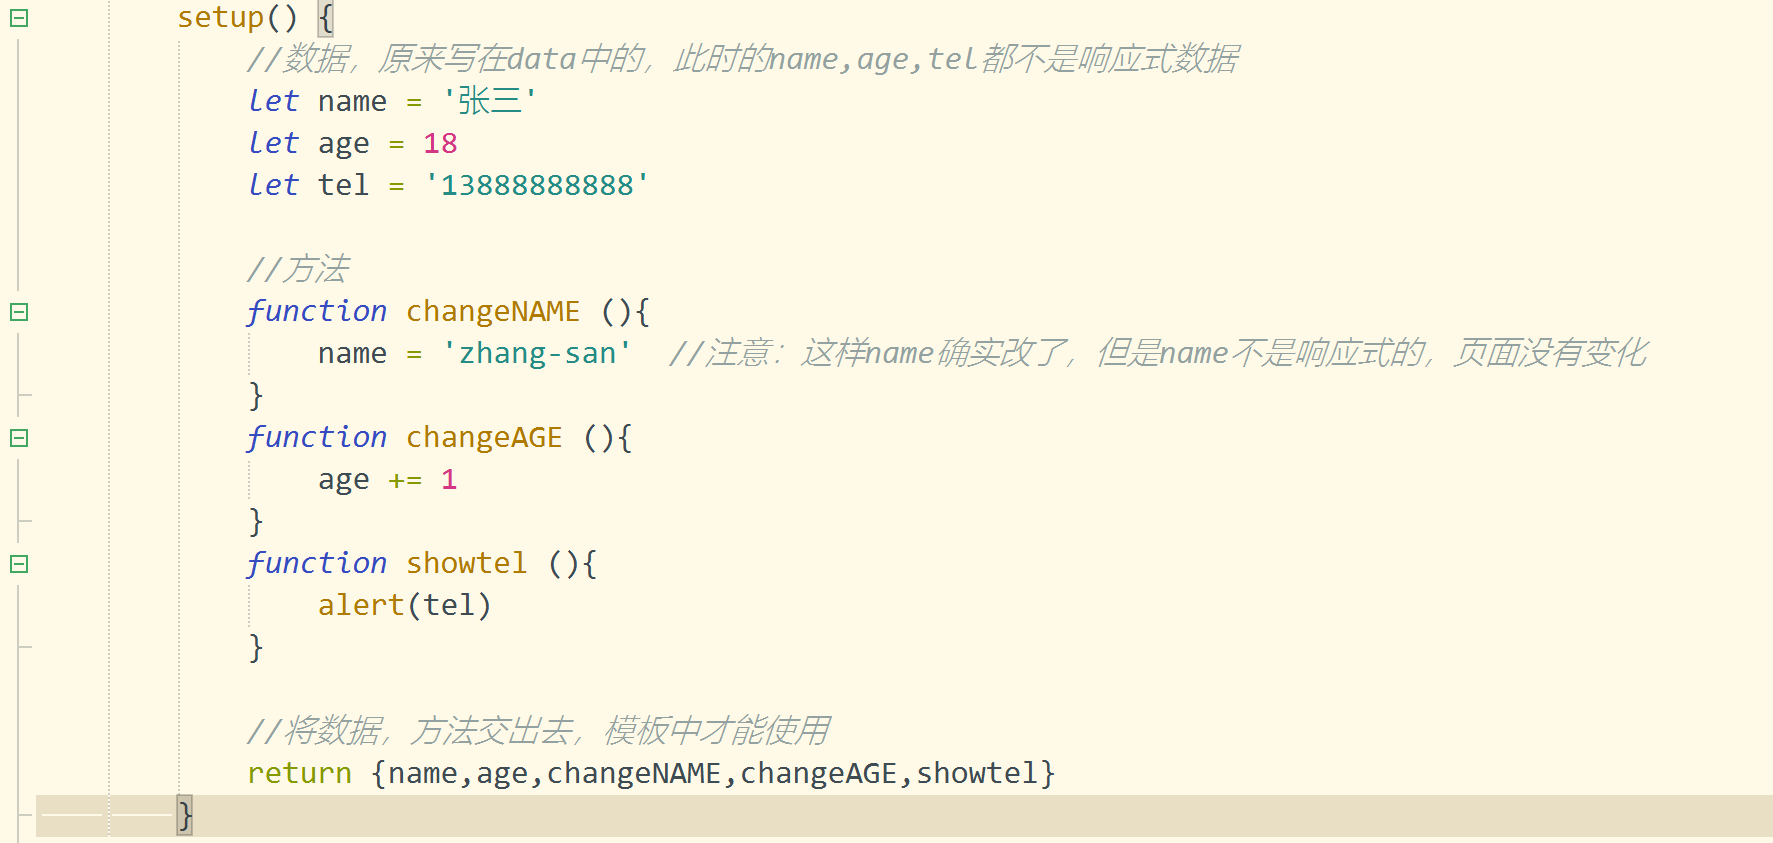 setup() {
//数据，原来写在data中的，此时的name,age,tel都不是响应式数据
let name = '张三'
let age = 18
let tel = '13888888888'
//方法
function changeNAME (){
name = 'zhang-san'  //注意：这样name确实改了，但是name不是响应式的，页面没有变化
}
function changeAGE (){
age += 1
}
function showtel (){
alert(tel)
}
//将数据，方法交出去，模板中才能使用
return {name,age,changeNAME,changeAGE,showtel}
}